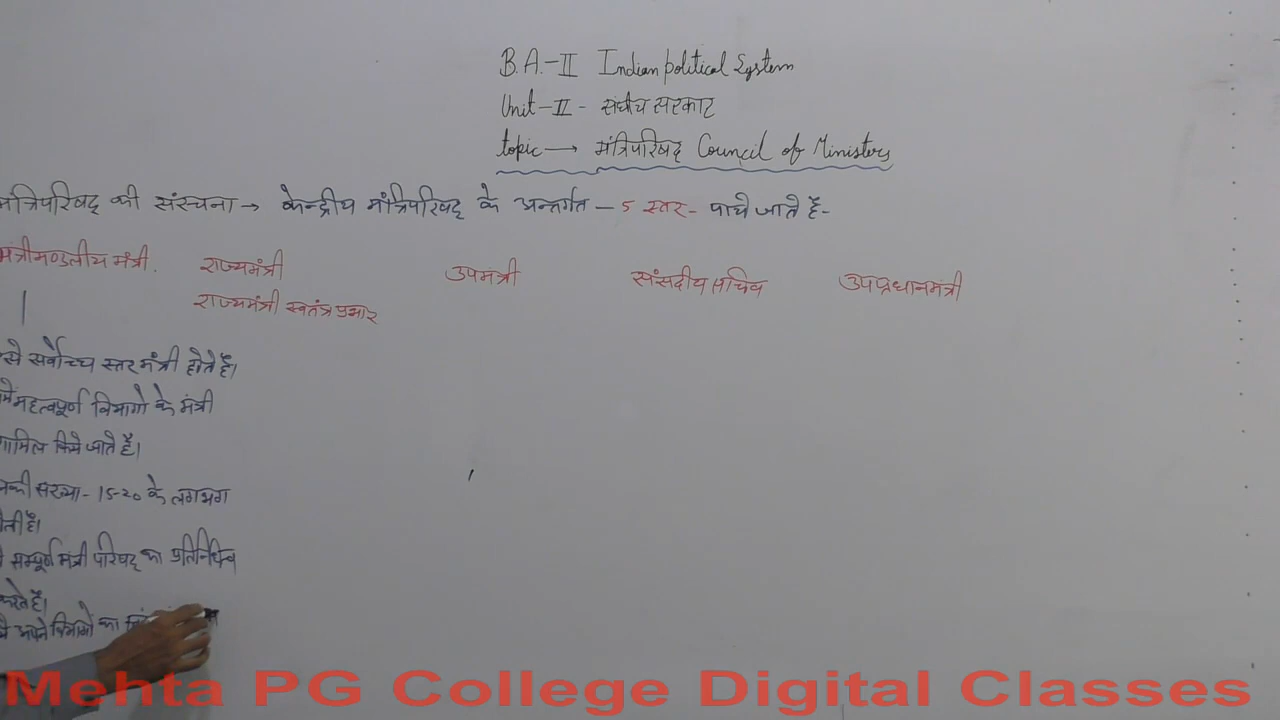 B.A.-II Indian political System
Unit-II - संघीय सरकार
topic → मंत्रिपरिषद् Council of Ministers
मंत्रिपरिषद् की संरचना → केन्द्रीय मंत्रिपरिषद् के अन्तर्गत - 5 स्तर - पाये जाते हैं -
मंत्रीमण्डलीय मंत्री. राज्यमंत्री उपमंत्री संसदीय सचिव उपप्रधानमंत्री
राज्यमंत्री स्वतंत्र प्रभार
सर्वोच्च स्तर मंत्री होते हैं।
महत्वपूर्ण विभागों के मंत्री
किये जाते हैं।
संख्या - 15-20 के लगभग
सम्पूर्ण मंत्री परिषद् का प्रतिनिधित्व
करते हैं।
अपने विभागों का
Mehta PG College Digital Classes